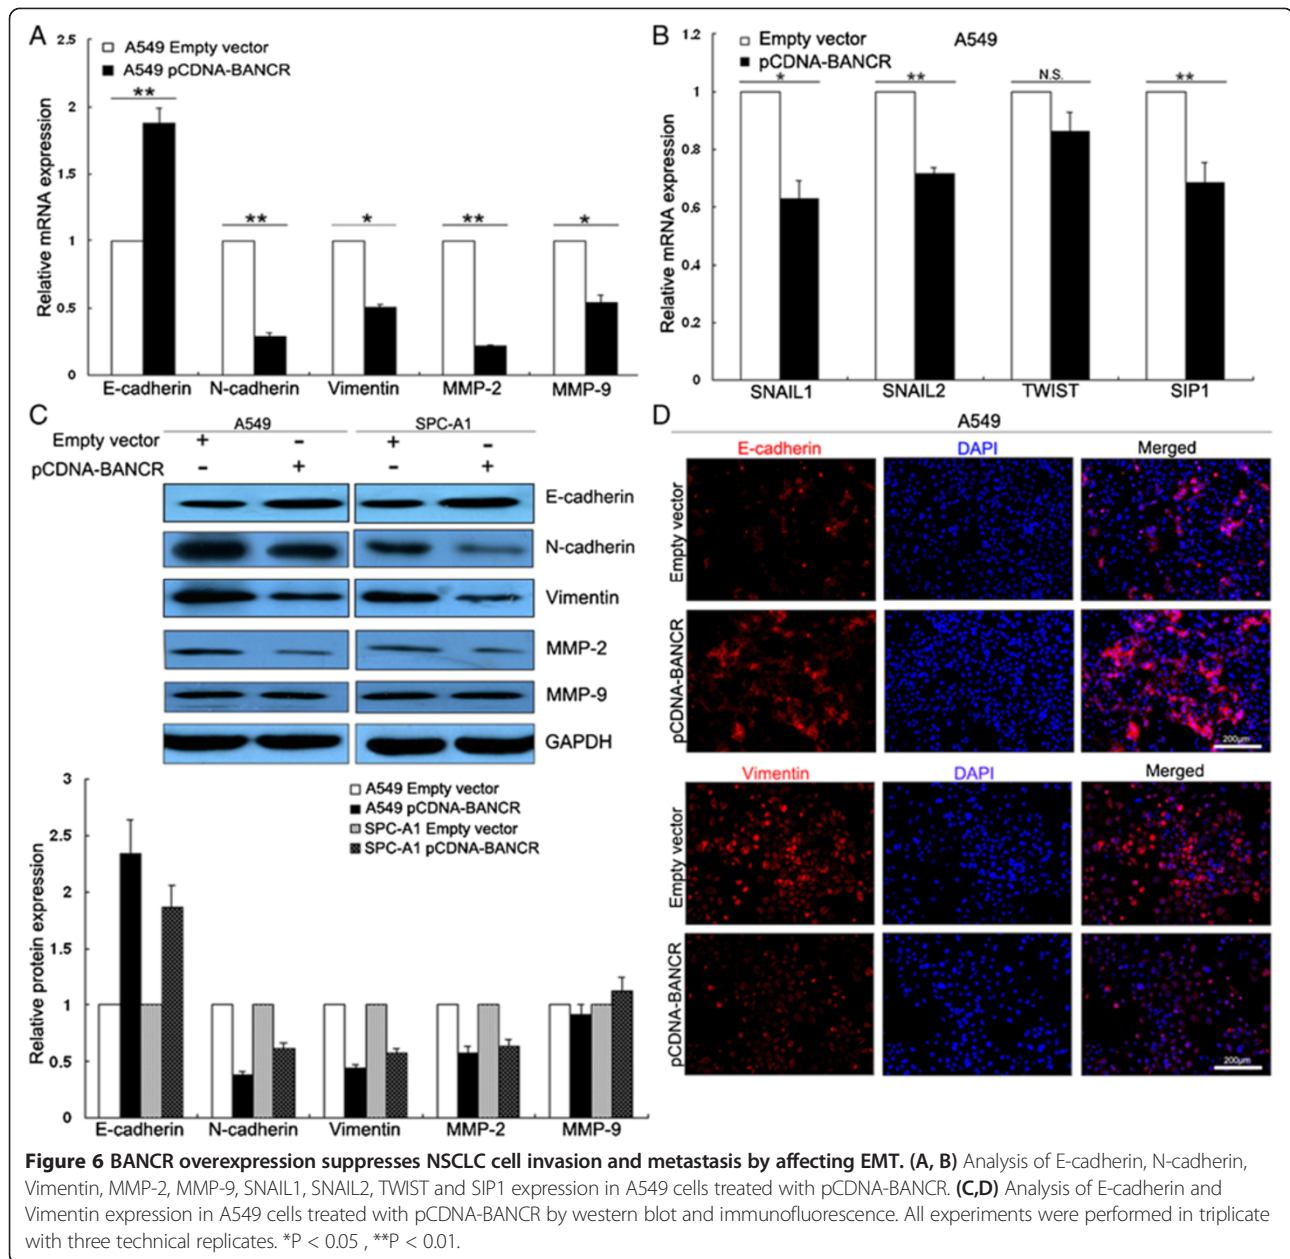 A
2.5
2
1.5
1
0.5
0
Relative mRNA expression
A549 Empty vector
A549 pCDNA-BANCR
**
**
*
**
*
E-cadherin N-cadherin Vimentin MMP-2 MMP-9
B
A549
1.2
1
0.8
0.6
0.4
0.2
0
Relative mRNA expression
Empty vector
pCDNA-BANCR
*
**
N.S.
**
SNAIL1 SNAIL2 TWIST SIP1
C
A549 SPC-A1
Empty vector + - + -
pCDNA-BANCR - + - +
E-cadherin
N-cadherin
Vimentin
MMP-2
MMP-9
GAPDH
3
2.5
2
1.5
1
0.5
0
Relative protein expression
A549 Empty vector
A549 pCDNA-BANCR
SPC-A1 Empty vector
SPC-A1 pCDNA-BANCR
E-cadherin N-cadherin Vimentin MMP-2 MMP-9
D
A549
E-cadherin DAPI Merged
Empty vector
pCDNA-BANCR
200μm
Vimentin DAPI Merged
Empty vector
pCDNA-BANCR
200μm
Figure 6 BANCR overexpression suppresses NSCLC cell invasion and metastasis by affecting EMT. (A, B) Analysis of E-cadherin, N-cadherin,
Vimentin, MMP-2, MMP-9, SNAIL1, SNAIL2, TWIST and SIP1 expression in A549 cells treated with pCDNA-BANCR. (C,D) Analysis of E-cadherin and
Vimentin expression in A549 cells treated with pCDNA-BANCR by western blot and immunofluorescence. All experiments were performed in triplicate
with three technical replicates. *P < 0.05 , **P < 0.01.